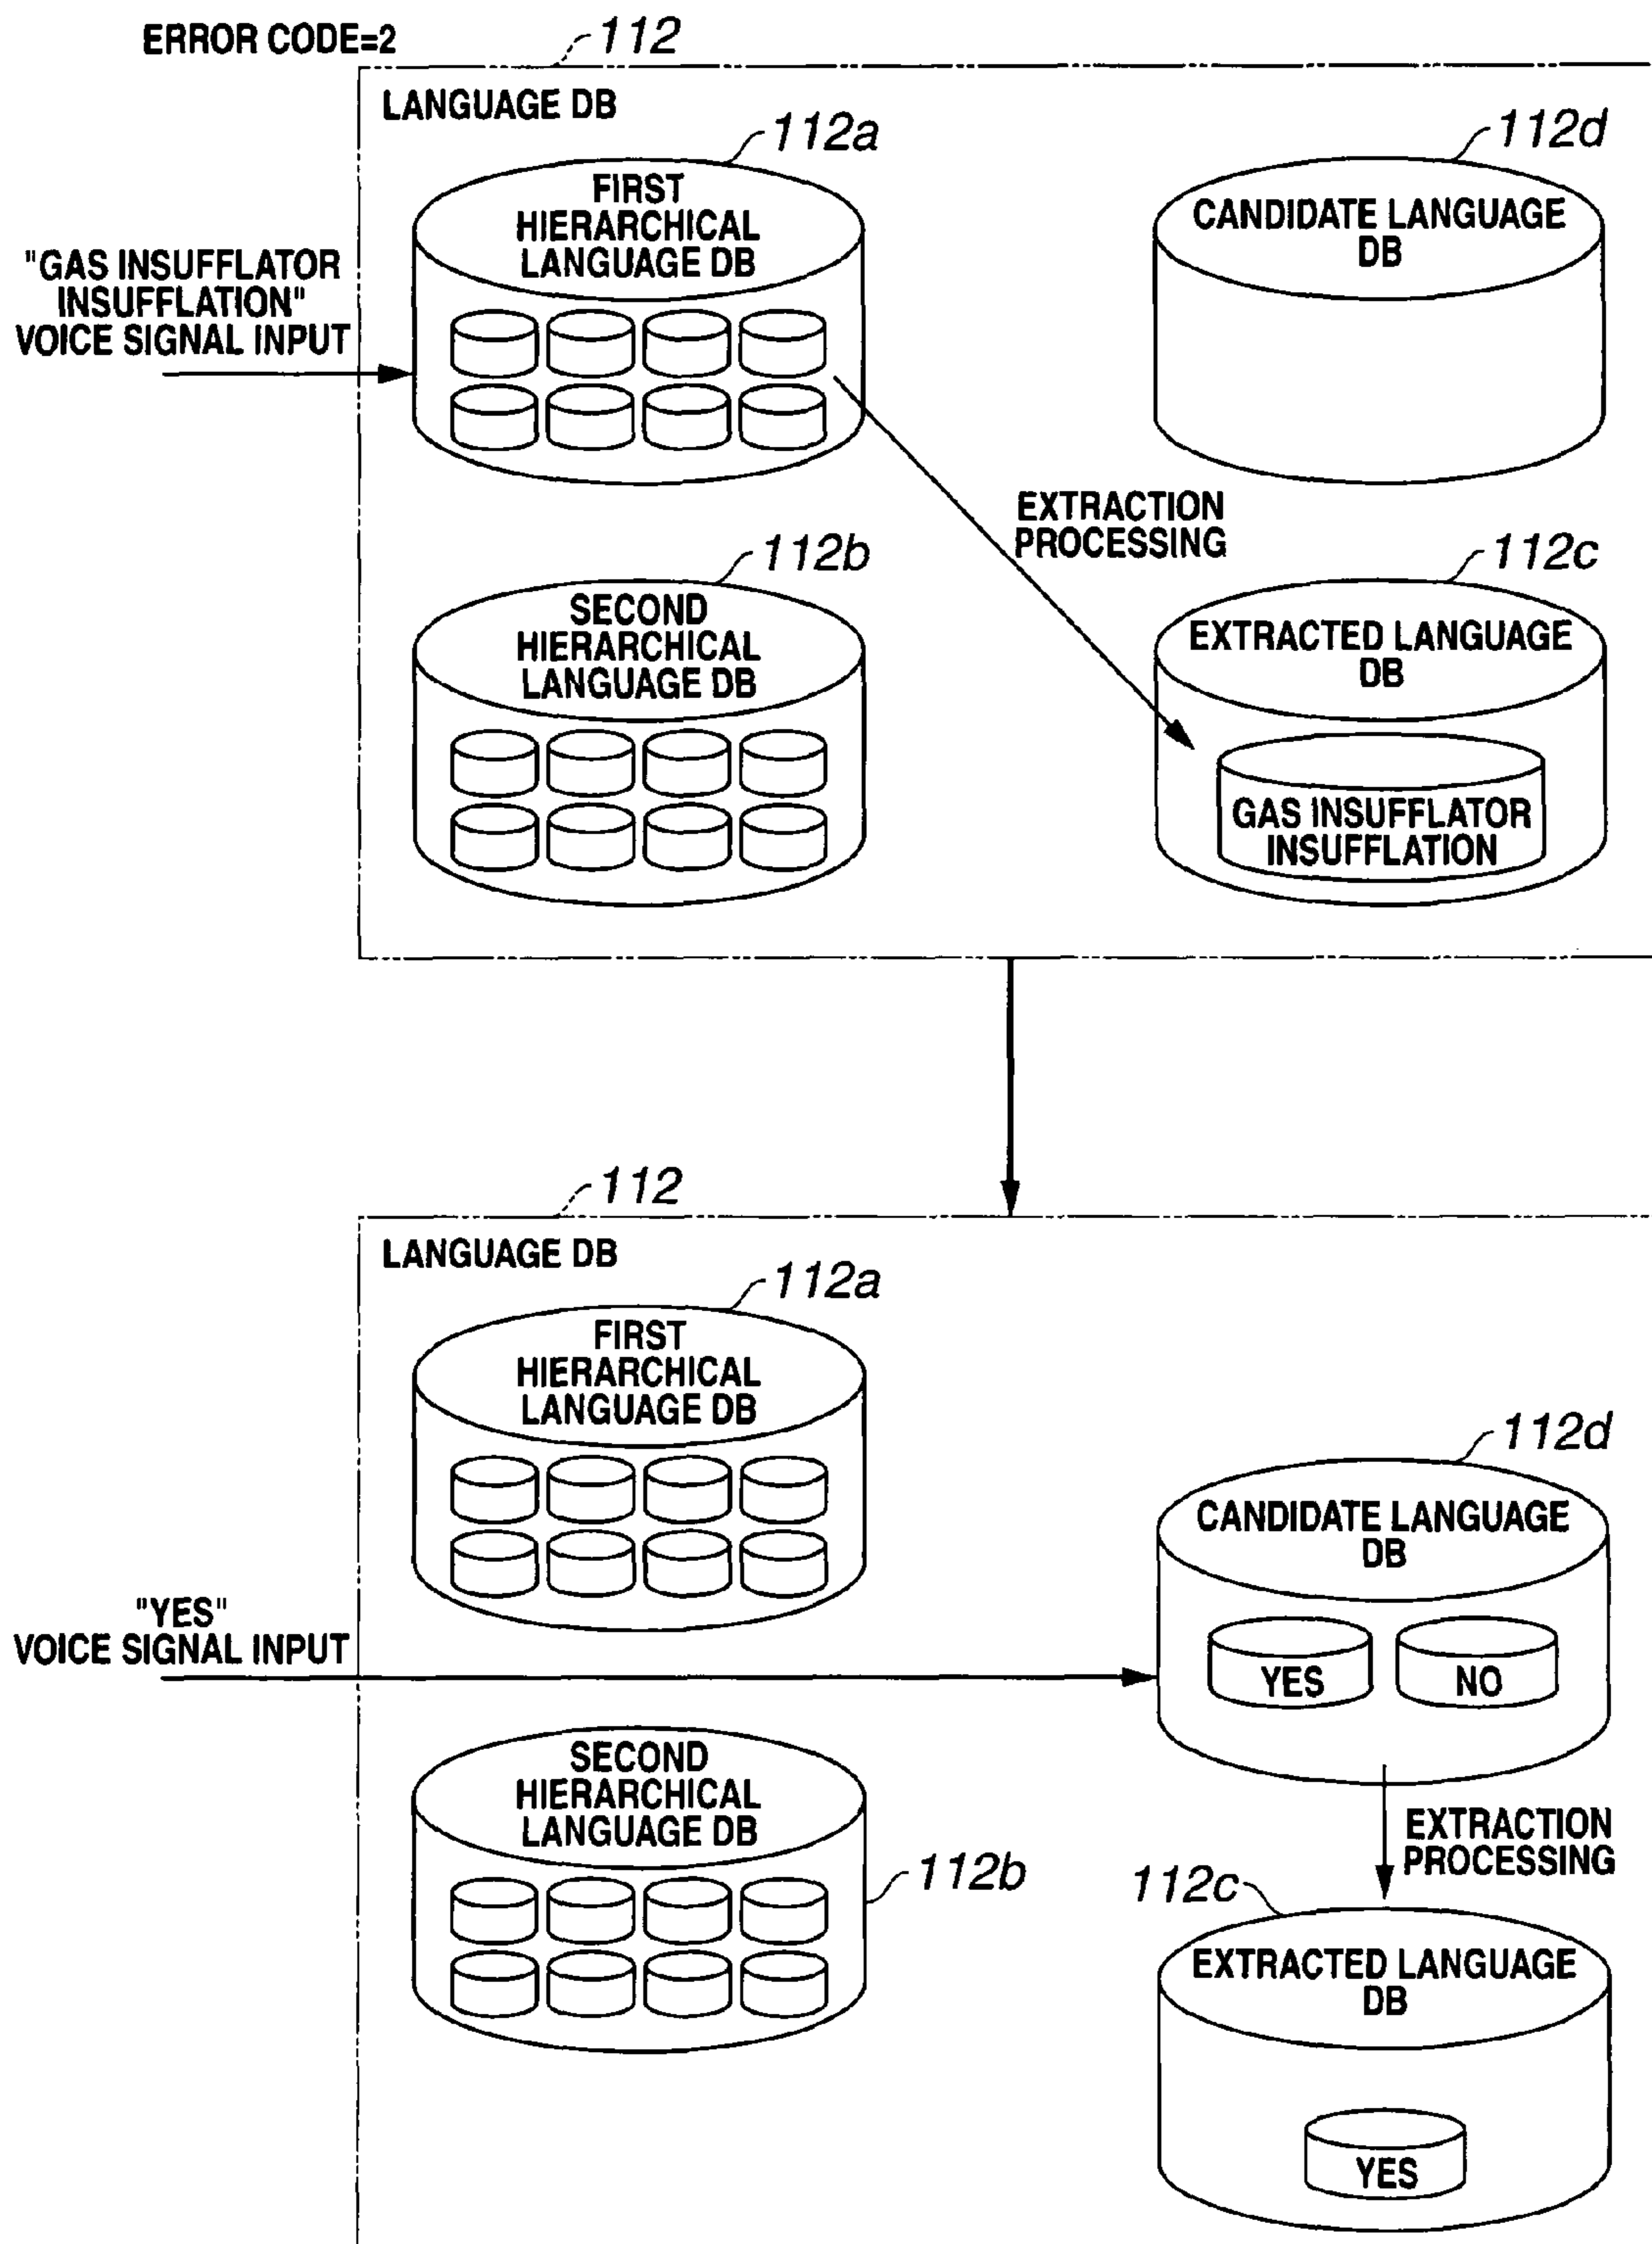 ERROR CODE=2
112
LANGUAGE DB
112a
112d
FIRST
HIERARCHICAL
LANGUAGE DB
CANDIDATE LANGUAGE
DB
"GAS INSUFFLATOR
INSUFFLATION"
VOICE SIGNAL INPUT
EXTRACTION
PROCESSING
112b
112c
SECOND
HIERARCHICAL
LANGUAGE DB
EXTRACTED LANGUAGE
DB
GAS INSUFFLATOR
INSUFFLATION
112
LANGUAGE DB
112a
FIRST
HIERARCHICAL
LANGUAGE DB
112d
CANDIDATE LANGUAGE
DB
"YES"
VOICE SIGNAL INPUT
YES
NO
SECOND
HIERARCHICAL
LANGUAGE DB
EXTRACTION
PROCESSING
112b
112c
EXTRACTED LANGUAGE
DB
YES